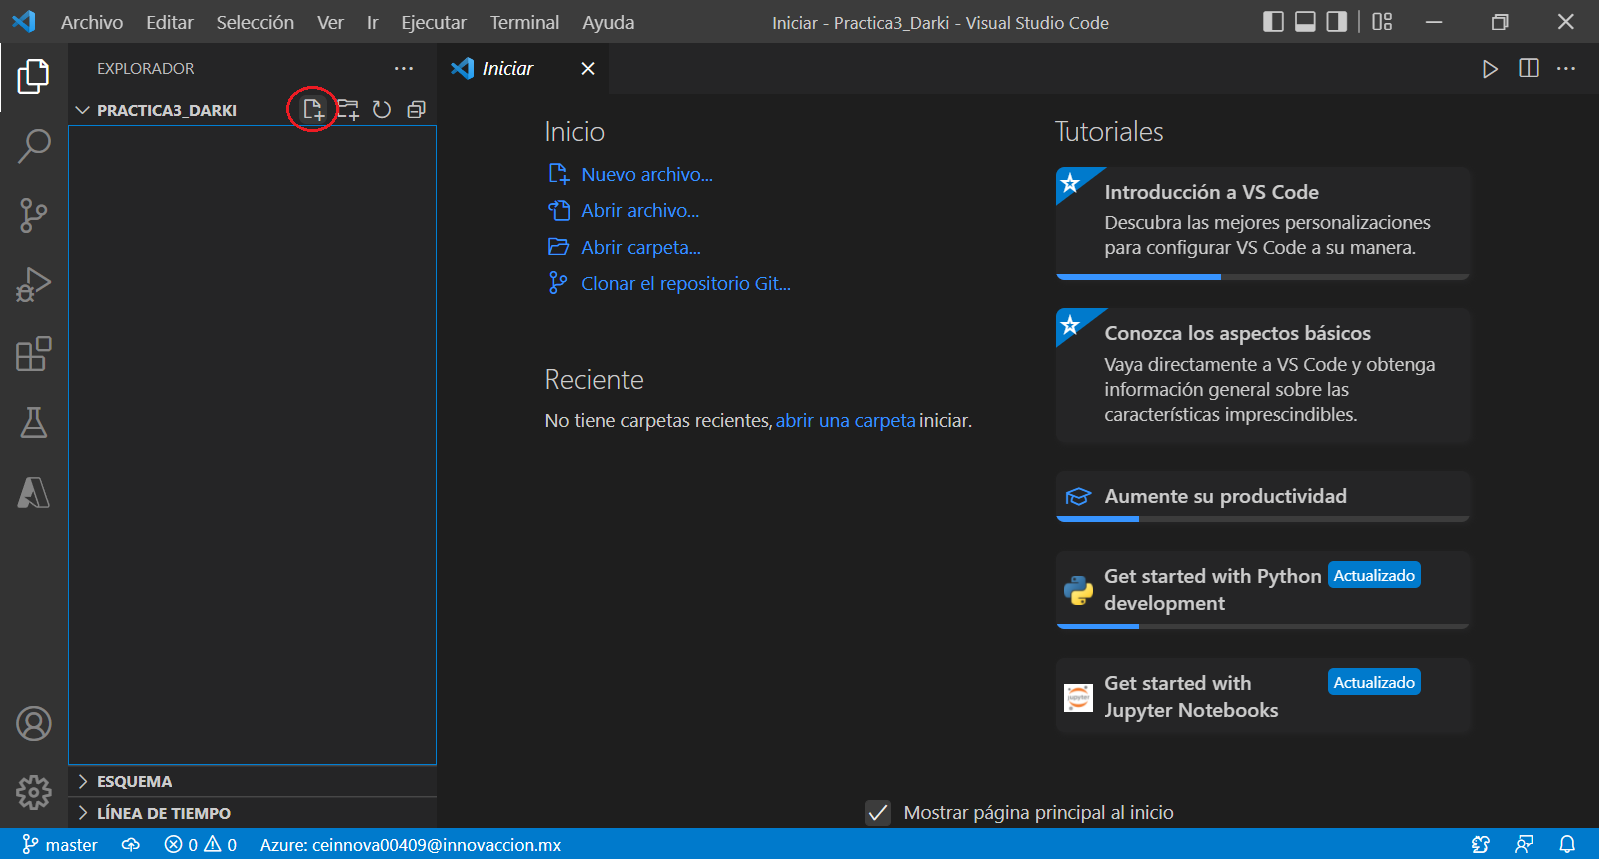 Archivo Editar Selección Ver Ir Ejecutar Terminal Ayuda
Iniciar - Practica3_Darki - Visual Studio Code
EXPLORADOR
PRACTICA3_DARKI
ESQUEMA
LÍNEA DE TIEMPO
Iniciar
Inicio
Nuevo archivo...
Abrir archivo...
Abrir carpeta...
Clonar el repositorio Git...
Reciente
No tiene carpetas recientes, abrir una carpeta iniciar.
Tutoriales
Introducción a VS Code
Descubra las mejores personalizaciones
para configurar VS Code a su manera.
Conozca los aspectos básicos
Vaya directamente a VS Code y obtenga
información general sobre las
características imprescindibles.
Aumente su productividad
Get started with Python Actualizado
development
Get started with Actualizado
Jupyter Notebooks
jupyter
Mostrar página principal al inicio
master 0 0 Azure: ceinnova00409@innovaccion.mx